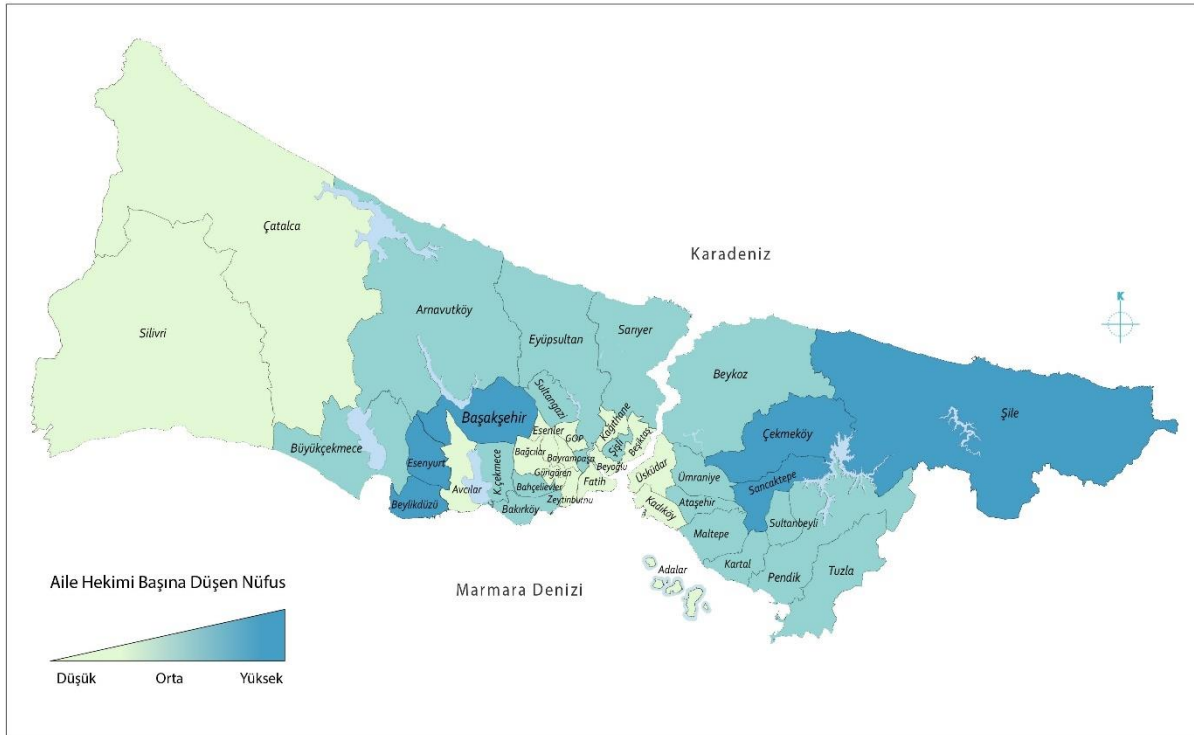 Karadeniz
K
Çatalca
Silivri
Arnavutköy
Eyüpsultan
Sarıyer
Beykoz
Şile
Başakşehir
Sultangazi
Kağıthane
Çekmeköy
Büyükçekmece
Esenyurt
Esenler
GOP
Şişli
Beşiktaş
Bağcılar
Bayrampaşa
Beyoğlu
Üsküdar
Ümraniye
Sancaktepe
K.çekmece
Güngören
Avcılar
Bahçelievler
Fatih
Beylikdüzü
Bakırköy
Zeytinburnu
Kadıköy
Ataşehir
Sultanbeyli
Maltepe
Kartal
Pendik
Tuzla
Adalar
Marmara Denizi
Aile Hekimi Başına Düşen Nüfus
Düşük Orta Yüksek